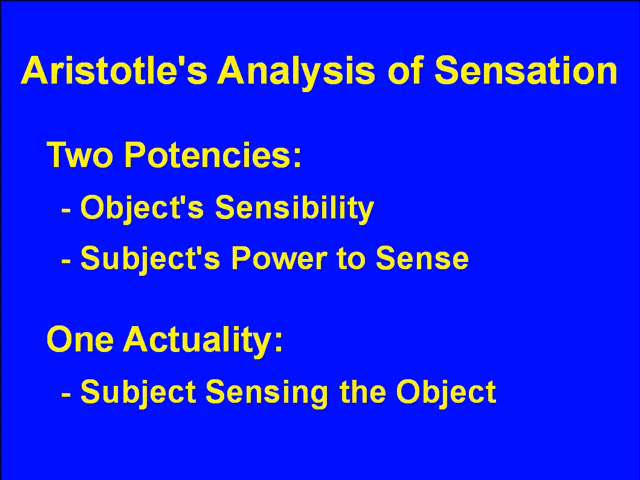 Aristotle's Analysis of Sensation
Two Potencies:
- Object's Sensibility
- Subject's Power to Sense
One Actuality:
- Subject Sensing the Object